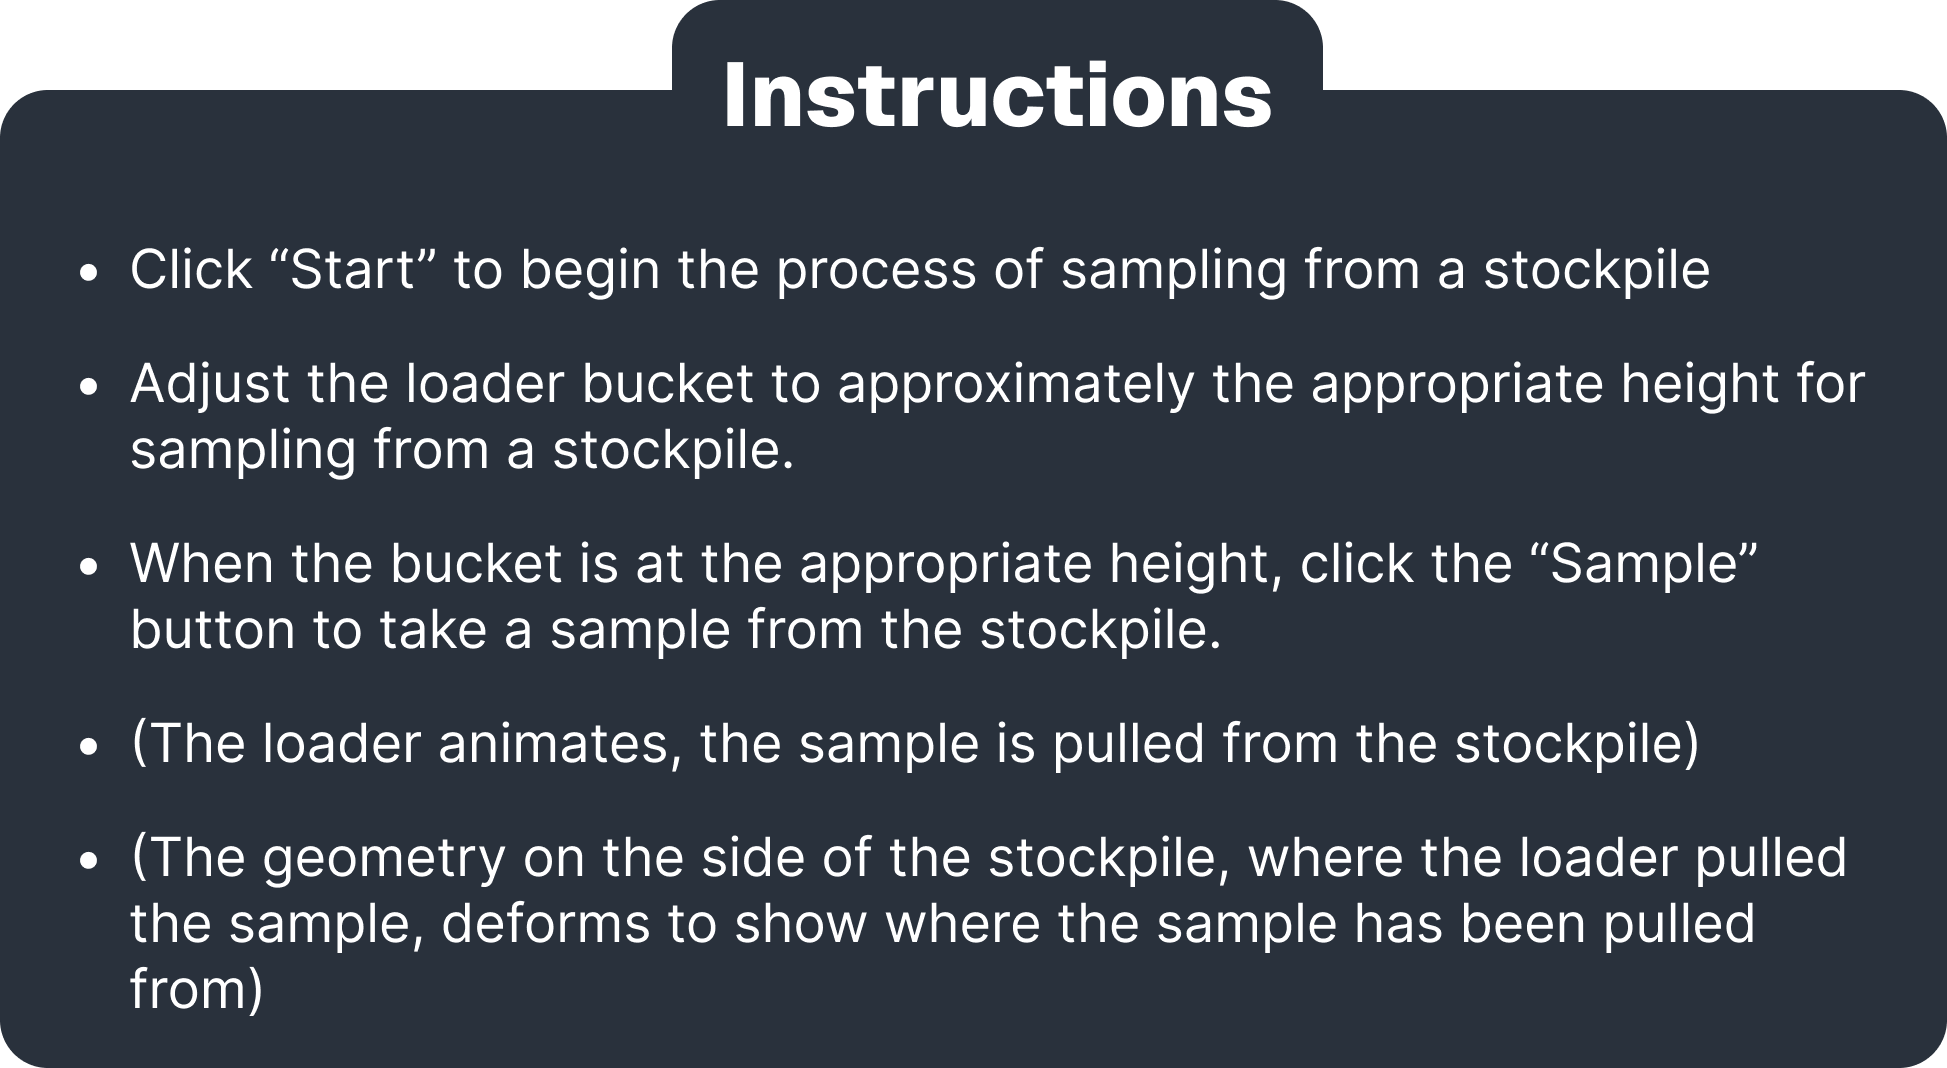 Instructions
• Click “Start” to begin the process of sampling from a stockpile
• Adjust the loader bucket to approximately the appropriate height for
sampling from a stockpile.
• When the bucket is at the appropriate height, click the “Sample”
button to take a sample from the stockpile.
• (The loader animates, the sample is pulled from the stockpile)
• (The geometry on the side of the stockpile, where the loader pulled
the sample, deforms to show where the sample has been pulled
from)